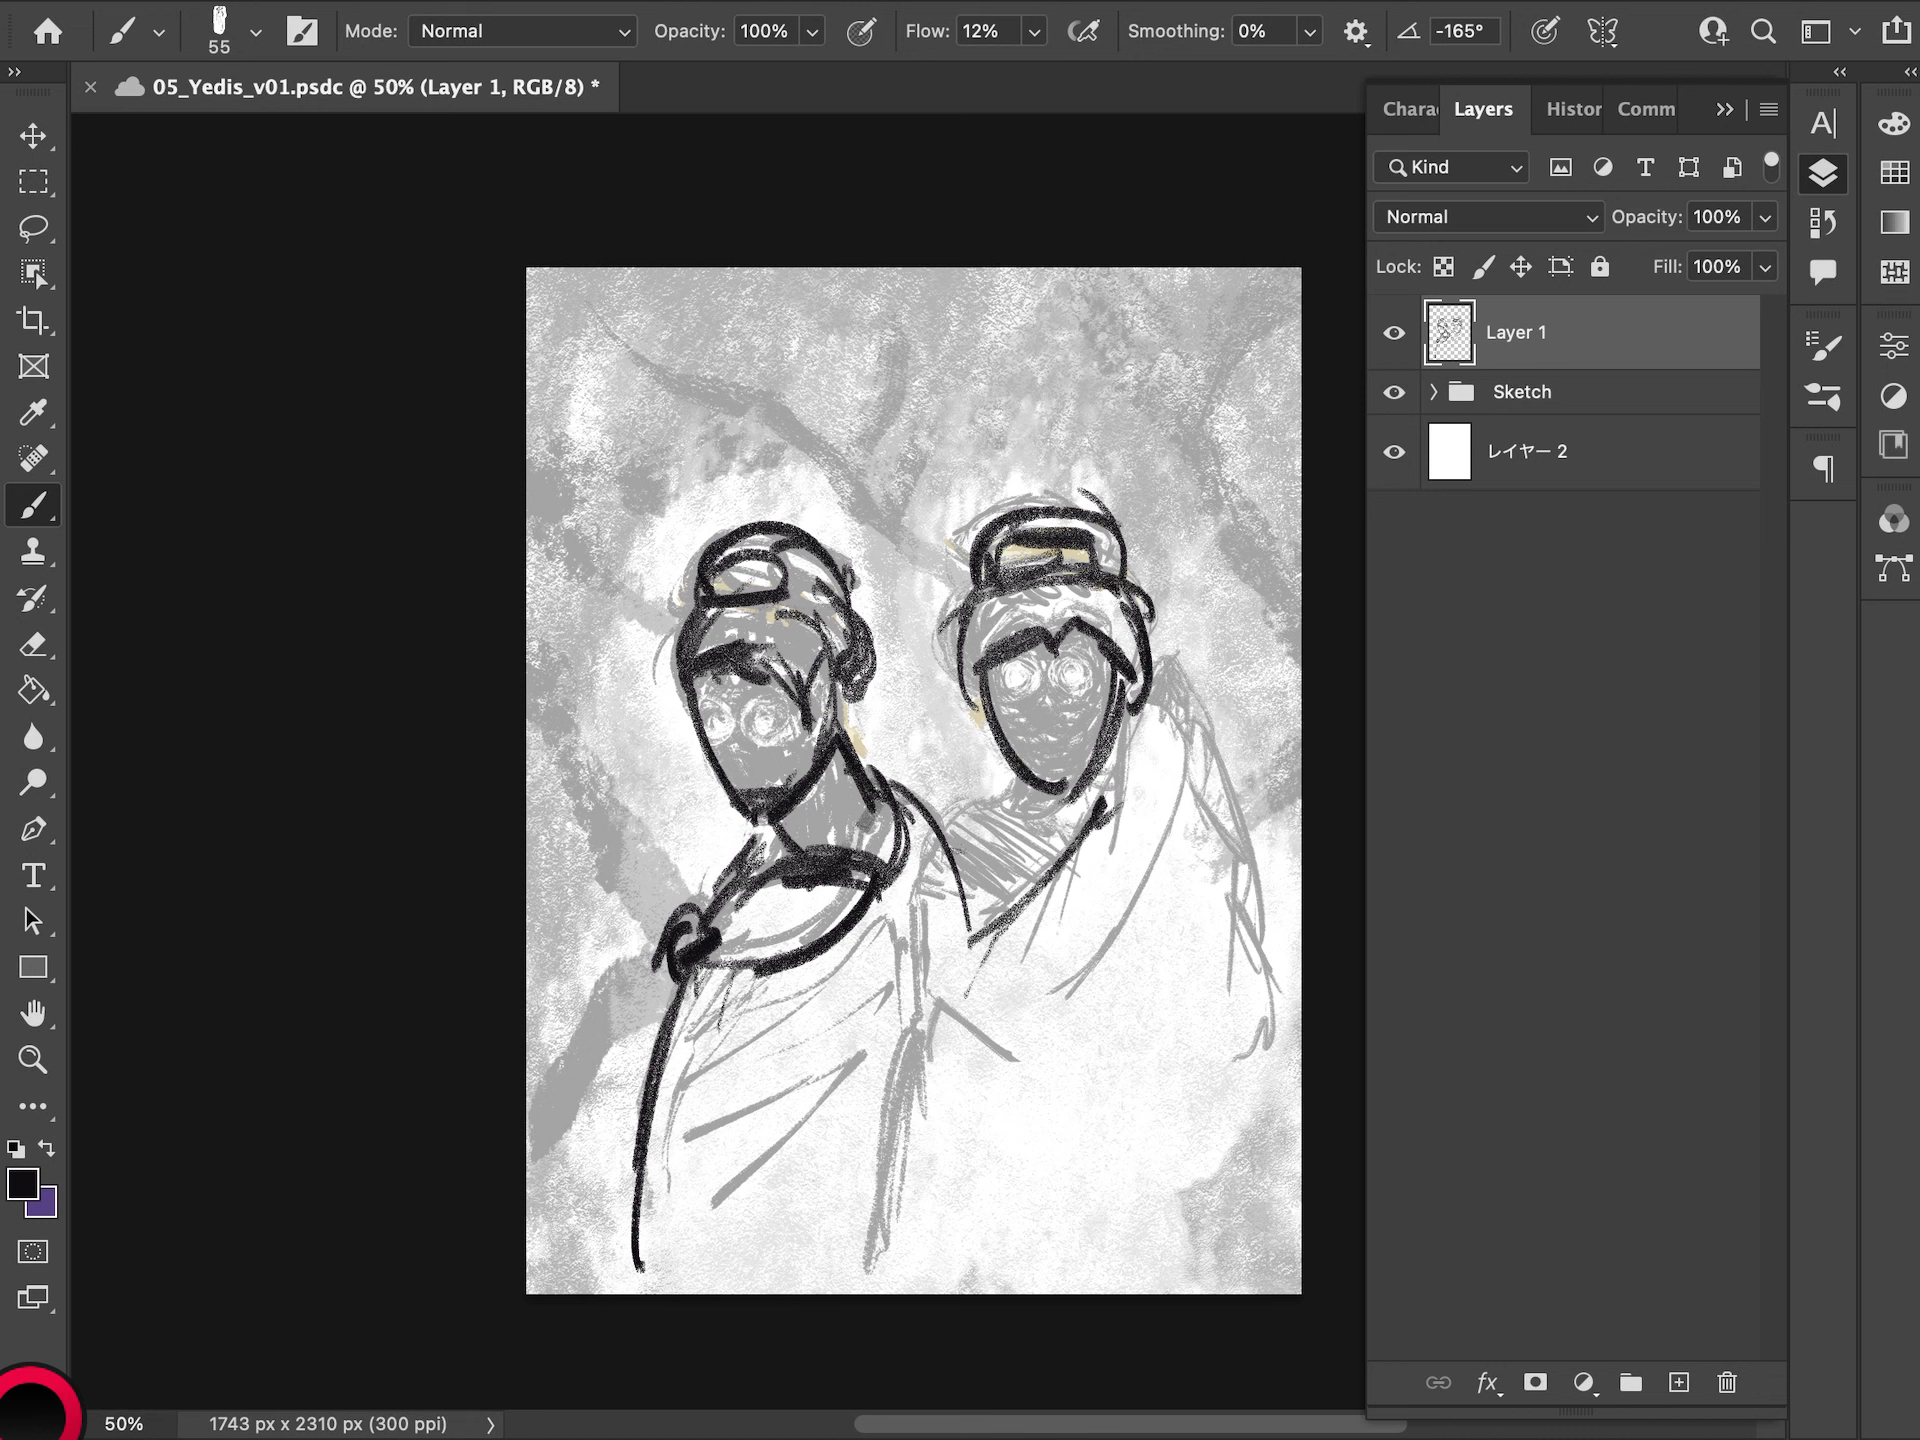 55
Mode: Normal Opacity: 100% Flow: 12% Smoothing: 0% -165°
05_Yedis_v01.psdc @ 50% (Layer 1, RGB/8) *
Chara Layers Histor Comm
Kind
Normal Opacity: 100%
Lock: Fill: 100%
Layer 1
Sketch
レイヤー 2
50% 1743 px x 2310 px (300 ppi)